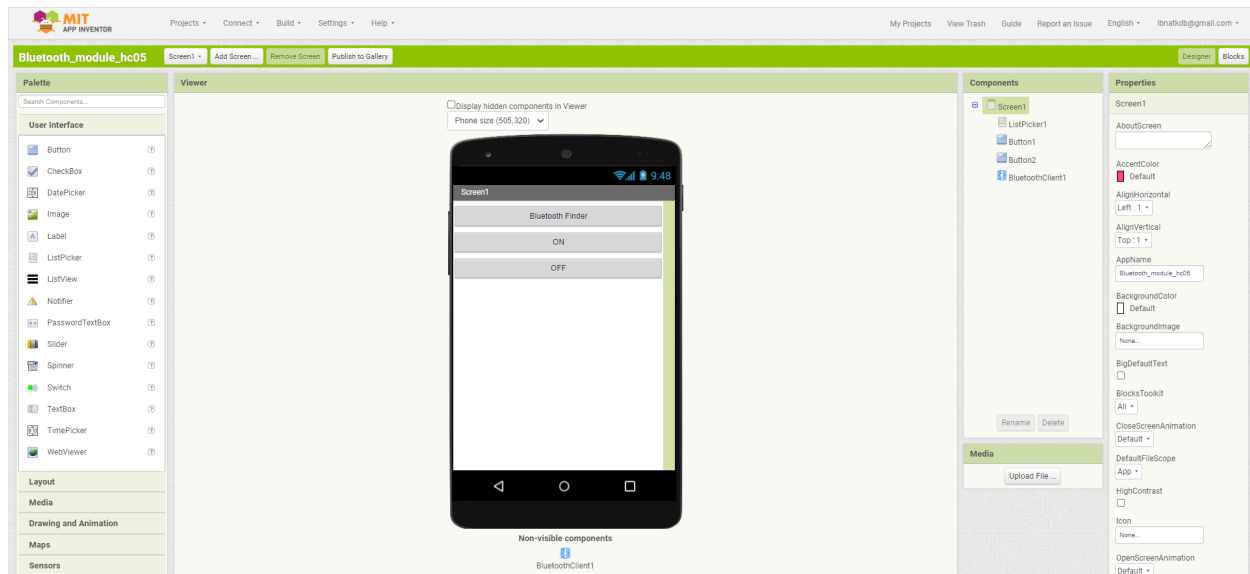 MIT
APP INVENTOR
Projects
Connect
Build
Settings
Help
My Projects
View Trash
Guide
Report an Issue
English
ibnatkdb@gmail.com
Bluetooth_module_hc05
Screen1
Add Screen ...
Remove Screen
Publish to Gallery
Designer
Blocks
Palette
Search Components...
User Interface
Button
?
CheckBox
?
DatePicker
?
Image
?
Label
?
ListPicker
?
ListView
?
Notifier
?
PasswordTextBox
?
Slider
?
Spinner
?
Switch
?
TextBox
?
TimePicker
?
WebViewer
?
Layout
Media
Drawing and Animation
Maps
Sensors
Viewer
Display hidden components in Viewer
Phone size (505,320)
9:48
Screen1
Bluetooth Finder
ON
OFF
Non-visible components
BluetoothClient1
Components
Screen1
ListPicker1
Button1
Button2
BluetoothClient1
Rename
Delete
Media
Upload File ...
Properties
Screen1
AboutScreen
AccentColor
Default
AlignHorizontal
Left : 1
AlignVertical
Top : 1
AppName
Bluetooth_module_hc05
BackgroundColor
Default
BackgroundImage
None...
BigDefaultText
BlocksToolkit
All
CloseScreenAnimation
Default
DefaultFileScope
App
HighContrast
Icon
None...
OpenScreenAnimation
Default